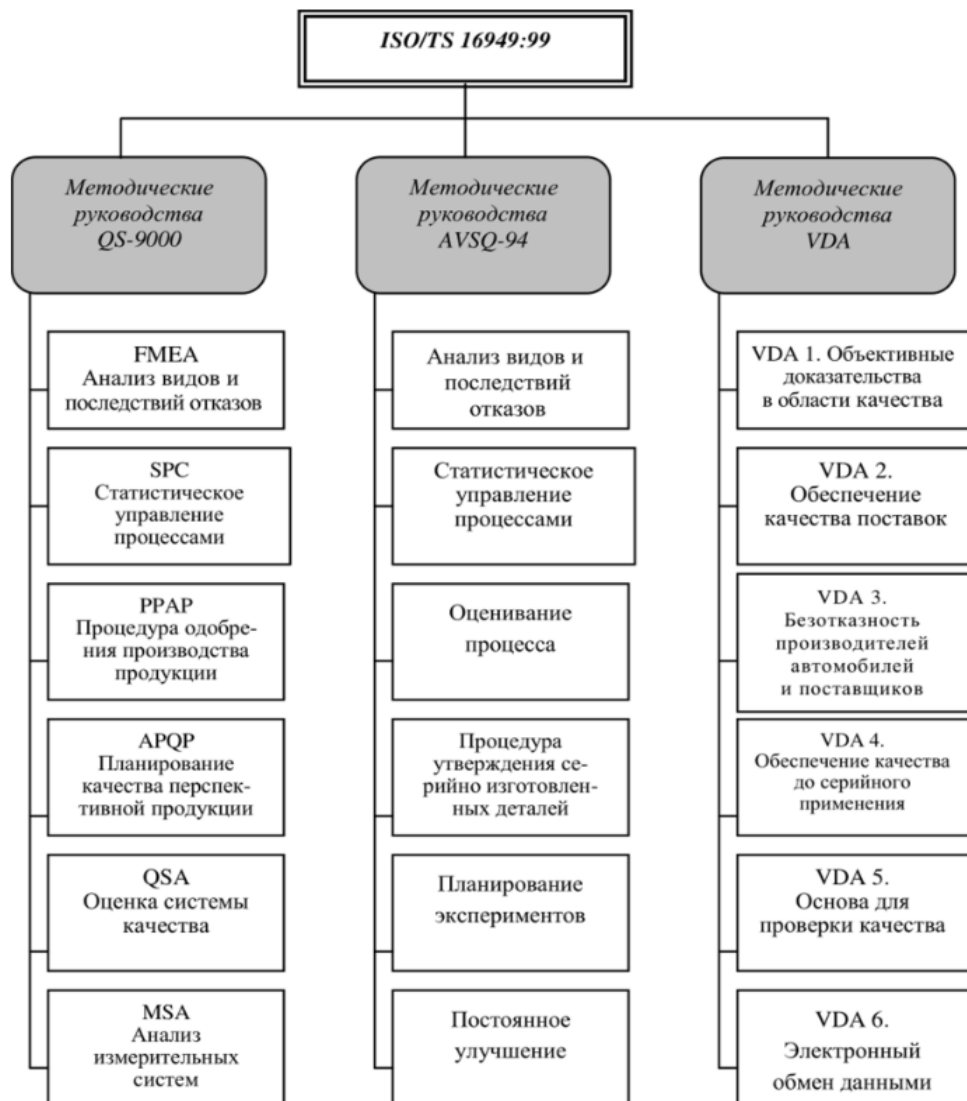 ISO/TS 16949:99
Методические
руководства
QS-9000
FMEA
Анализ видов и
последствий отказов
SPC
Статистическое
управление
процессами
PPAP
Процедура одобре-
ния производства
продукции
APQP
Планирование
качества перспек-
тивной продукции
QSA
Оценка системы
качества
MSA
Анализ
измерительных
систем
Методические
руководства
AVSQ-94
Анализ видов и
последствий
отказов
Статистическое
управление
процессами
Оценивание
процесса
Процедура
утверждения се-
рийно изготовлен-
ных деталей
Планирование
экспериментов
Постоянное
улучшение
Методические
руководства
VDA
VDA 1. Объективные
доказательства
в области качества
VDA 2.
Обеспечение
качества поставок
VDA 3.
Безотказность
производителей
автомобилей
и поставщиков
VDA 4.
Обеспечение качества
до серийного
применения
VDA 5.
Основа для
проверки качества
VDA 6.
Электронный
обмен данными